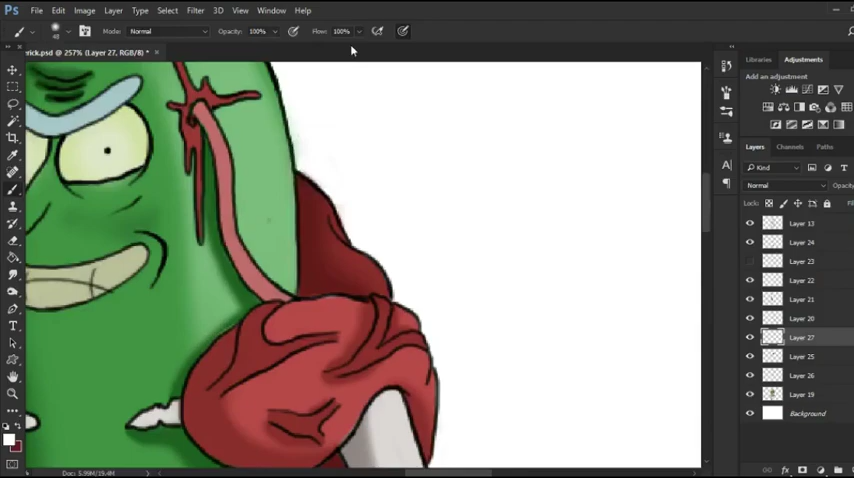 Ps File Edit Image Layer Type Select Filter 3D View Window Help
48 Mode: Normal Opacity: 100% Flow: 100%
rick.psd @ 257% (Layer 27, RGB/8) * ×
Libraries Adjustments
Add an adjustment
Layers Channels Paths
Kind
Normal Opacity
Lock:
Layer 13
Layer 24
Layer 23
Layer 22
Layer 21
Layer 20
Layer 27
Layer 25
Layer 26
Layer 19
Background
fx
Doc: 5.99M/19.4M